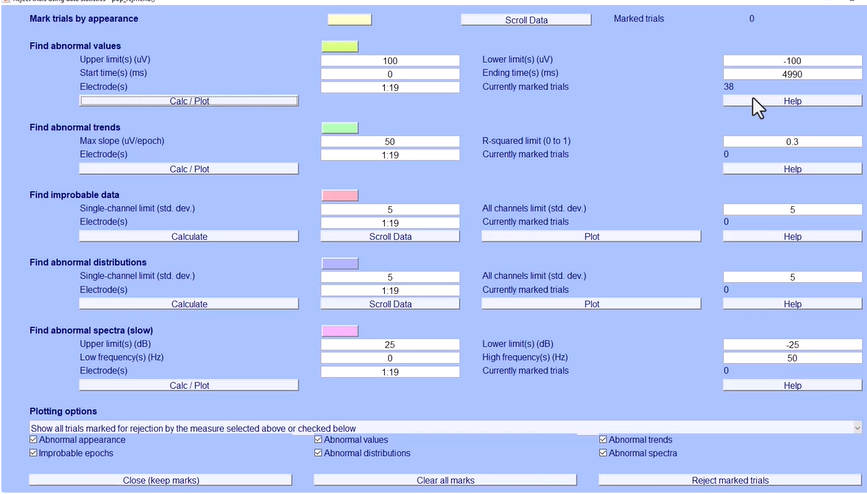 Reject trials using data statistics - pop_rejmenu()
Mark trials by appearance Scroll Data Marked trials 0
Find abnormal values
Upper limit(s) (uV) 100 Lower limit(s) (uV) -100
Start time(s) (ms) 0 Ending time(s) (ms) 4990
Electrode(s) 1:19 Currently marked trials 38
Calc / Plot Help
Find abnormal trends
Max slope (uV/epoch) 50 R-squared limit (0 to 1) 0.3
Electrode(s) 1:19 Currently marked trials 0
Calc / Plot Help
Find improbable data
Single-channel limit (std. dev.) 5 All channels limit (std. dev.) 5
Electrode(s) 1:19 Currently marked trials 0
Calculate Scroll Data Plot Help
Find abnormal distributions
Single-channel limit (std. dev.) 5 All channels limit (std. dev.) 5
Electrode(s) 1:19 Currently marked trials 0
Calculate Scroll Data Plot Help
Find abnormal spectra (slow)
Upper limit(s) (dB) 25 Lower limit(s) (dB) -25
Low frequency(s) (Hz) 0 High frequency(s) (Hz) 50
Electrode(s) 1:19 Currently marked trials 0
Calc / Plot Help
Plotting options
Show all trials marked for rejection by the measure selected above or checked below
Abnormal appearance Abnormal values Abnormal trends
Improbable epochs Abnormal distributions Abnormal spectra
Close (keep marks) Clear all marks Reject marked trials